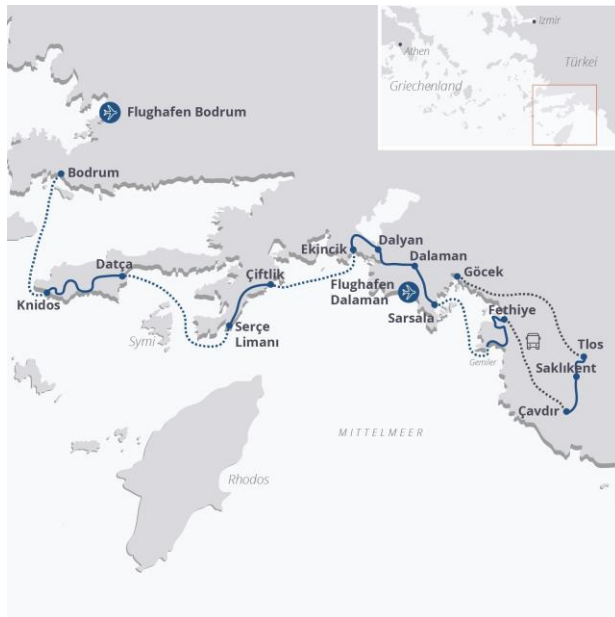 Izmir
Athen
Türkei
Griechenland
Flughafen Bodrum
Bodrum
Ekincik
Dalyan
Dalaman
Datça
Çiftlik
Göcek
Flughafen
Dalaman
Knidos
Sarsala
Fethiye
Serçe
Limanı
Symi
Tlos
Gemiler
Saklıkent
Çavdır
MITTELMEER
Rhodos